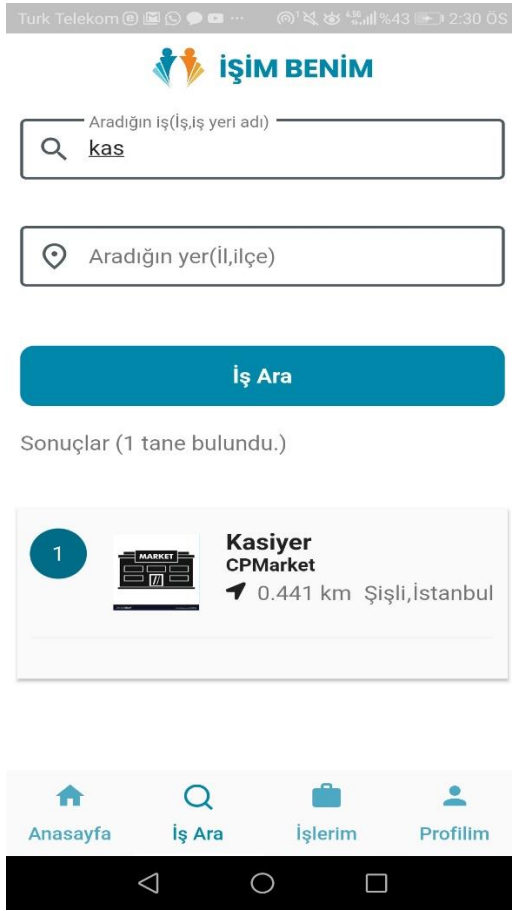 Turk Telekom ... %43 2:30 ÖS
İŞİM BENİM
Aradığın iş(İş,iş yeri adı)
kas
Aradığın yer(İl,ilçe)
İş Ara
Sonuçlar (1 tane bulundu.)
1
MARKET
Kasiyer
CPMarket
0.441 km Şişli,İstanbul
Anasayfa İş Ara İşlerim Profilim